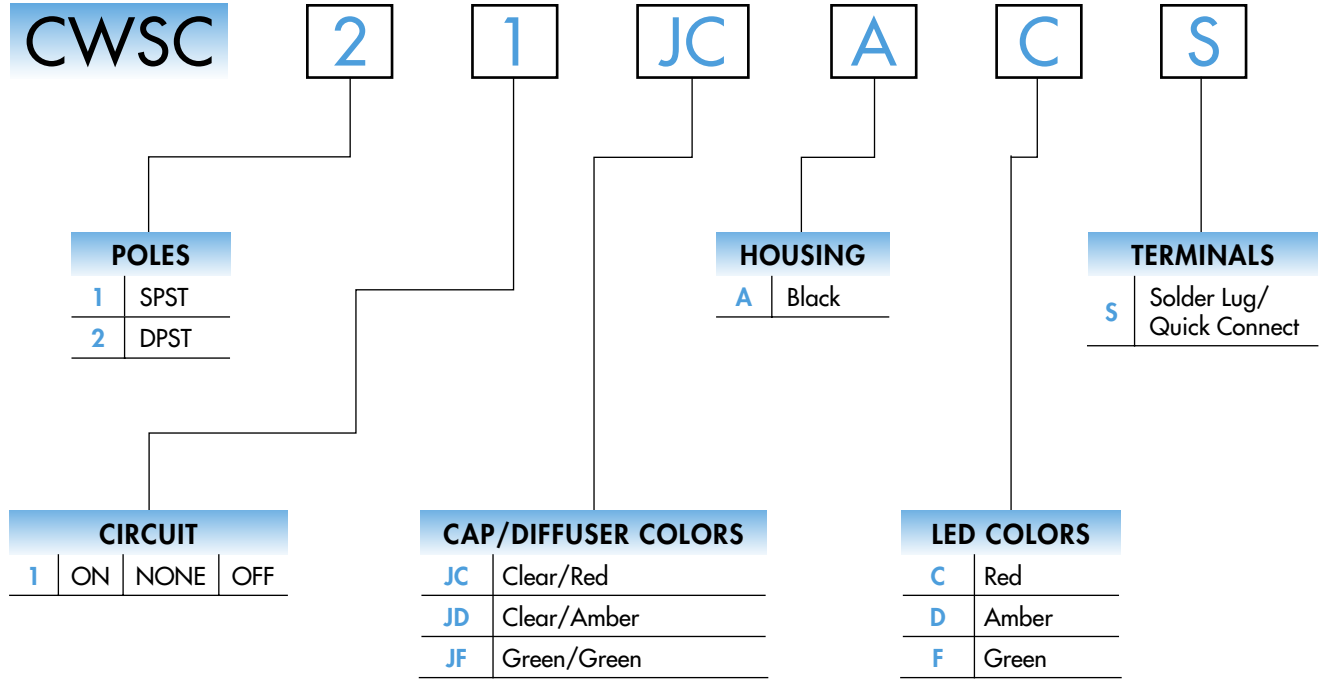 CWSC 2 1 JC A C S
POLES
1 SPST
2 DPST
HOUSING
A Black
TERMINALS
S Solder Lug/
Quick Connect
CIRCUIT
1 ON NONE OFF
CAP/DIFFUSER COLORS
JC Clear/Red
JD Clear/Amber
JF Green/Green
LED COLORS
C Red
D Amber
F Green